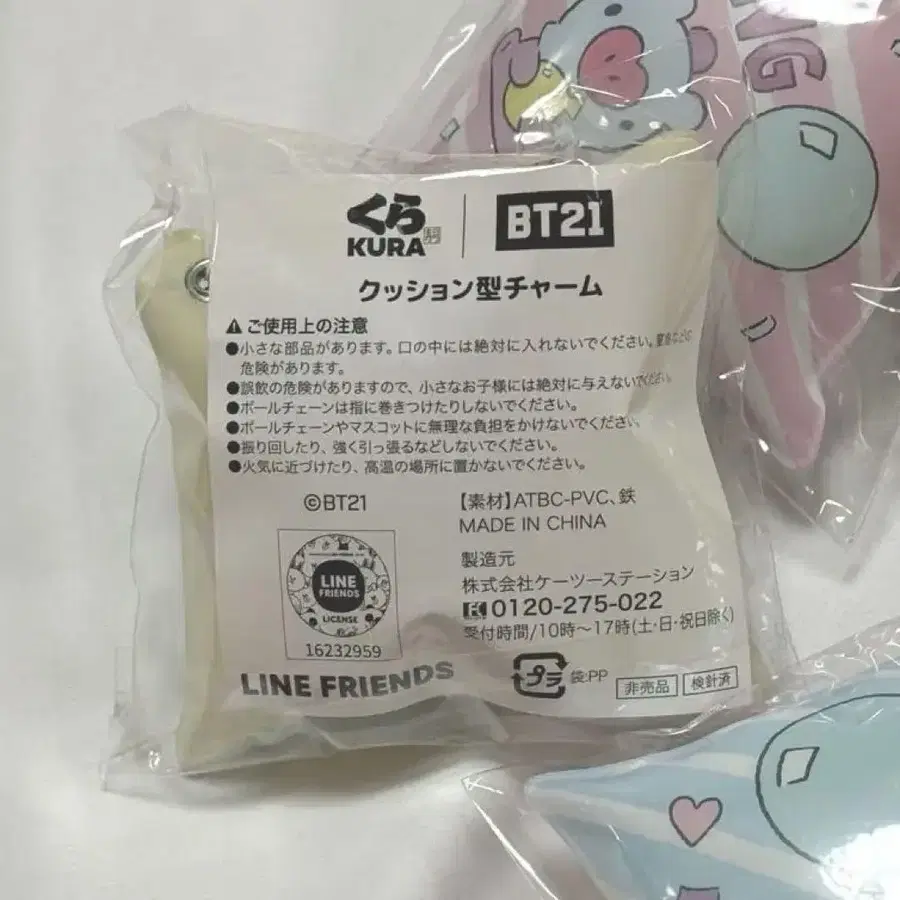 NG
くら
KURA
BT21
クッション型チャーム
ご使用上の注意
●小さな部品があります。口の中には絶対に入れないでください。窒息などの
危険があります。
●誤飲の危険がありますので、小さなお子様には絶対に与えないでください。
●ボールチェーンは指に巻きつけたりしないでください。
●ボールチェーンやマスコットに無理な負担をかけないでください。
●振り回したり、強く引っ張るなどしないでください。
●火気に近づけたり、高温の場所に置かないでください。
©BT21
【素材】ATBC-PVC、鉄
MADE IN CHINA
製造元
株式会社ケーツーステーション
0120-275-022
受付時間/10時〜17時(土・日・祝日除く)
LINE
FRIENDS
LICENSE
16232959
LINE FRIENDS
プラ
袋:PP
非売品
検針済